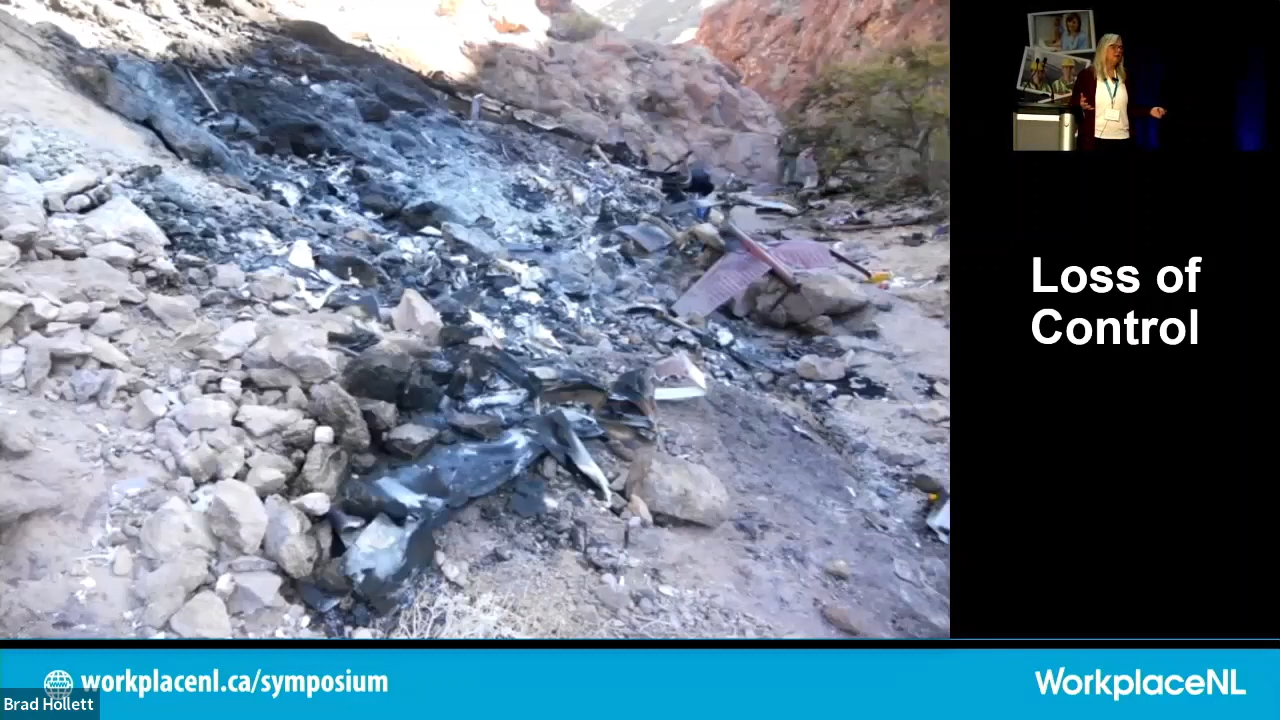 Loss of
Control
workplacenl.ca/symposium
WorkplaceNL
Brad Hollett